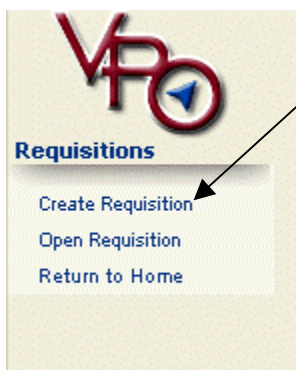 VPO
Requisitions
Create Requisition
Open Requisition
Return to Home